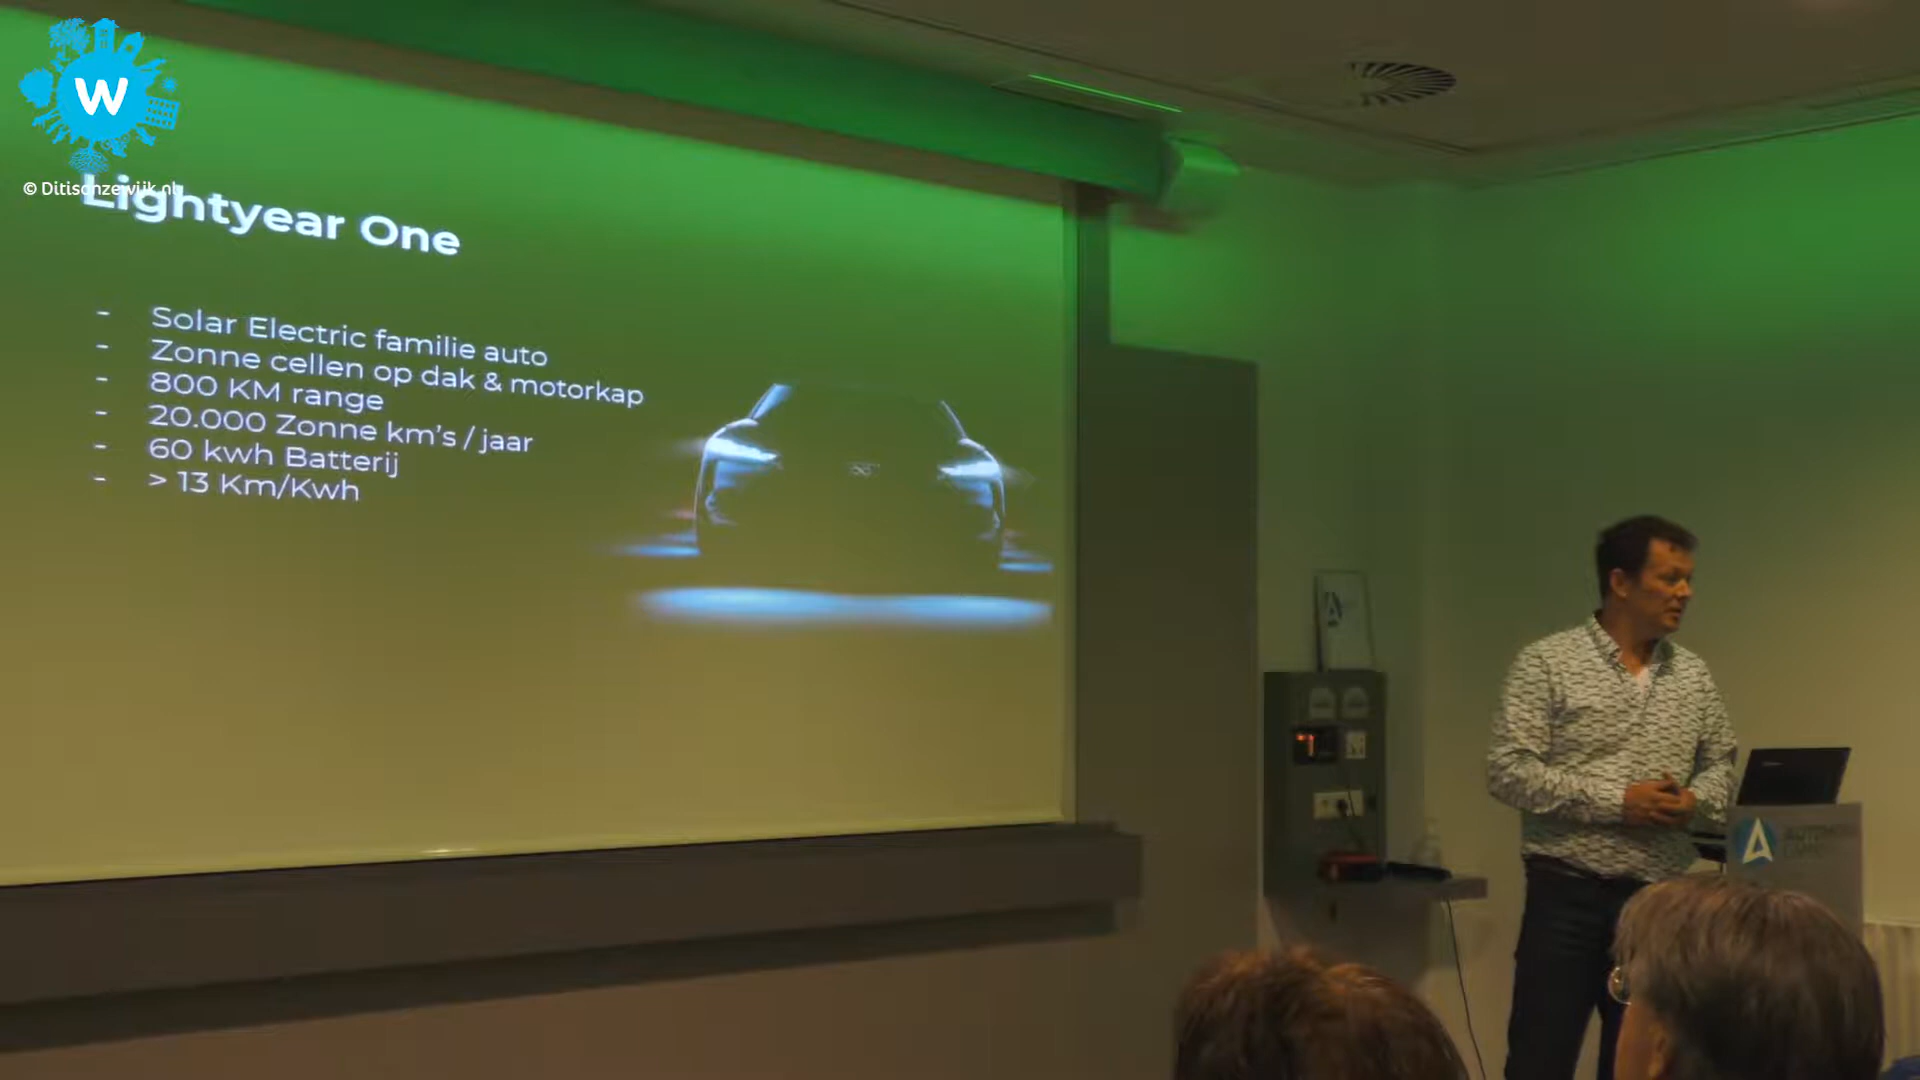 W
© Ditisonzewijk.nl
Lightyear One
- Solar Electric familie auto
- Zonne cellen op dak & motorkap
- 800 KM range
- 20.000 Zonne km's / jaar
- 60 kwh Batterij
- > 13 Km/Kwh
AUTOMOTIVE